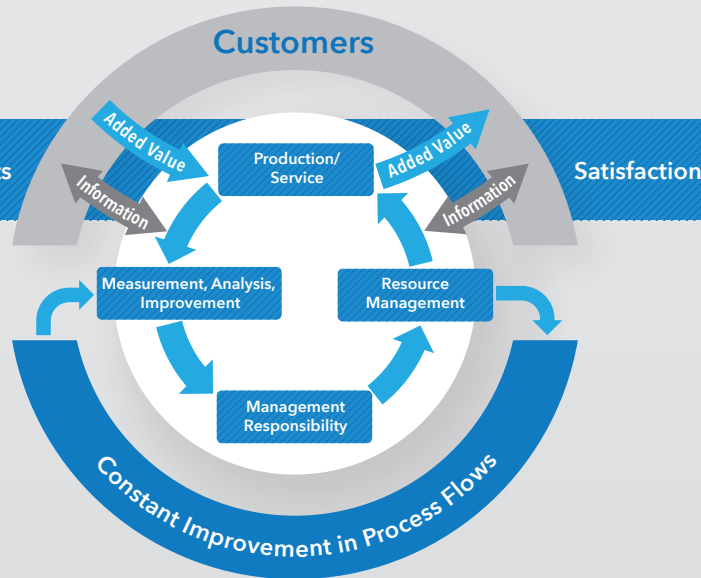 Customers
Added Value
Added Value
Production/
Service
Satisfaction
Information
Information
Measurement, Analysis,
Improvement
Resource
Management
Management
Responsibility
Constant Improvement in Process Flows